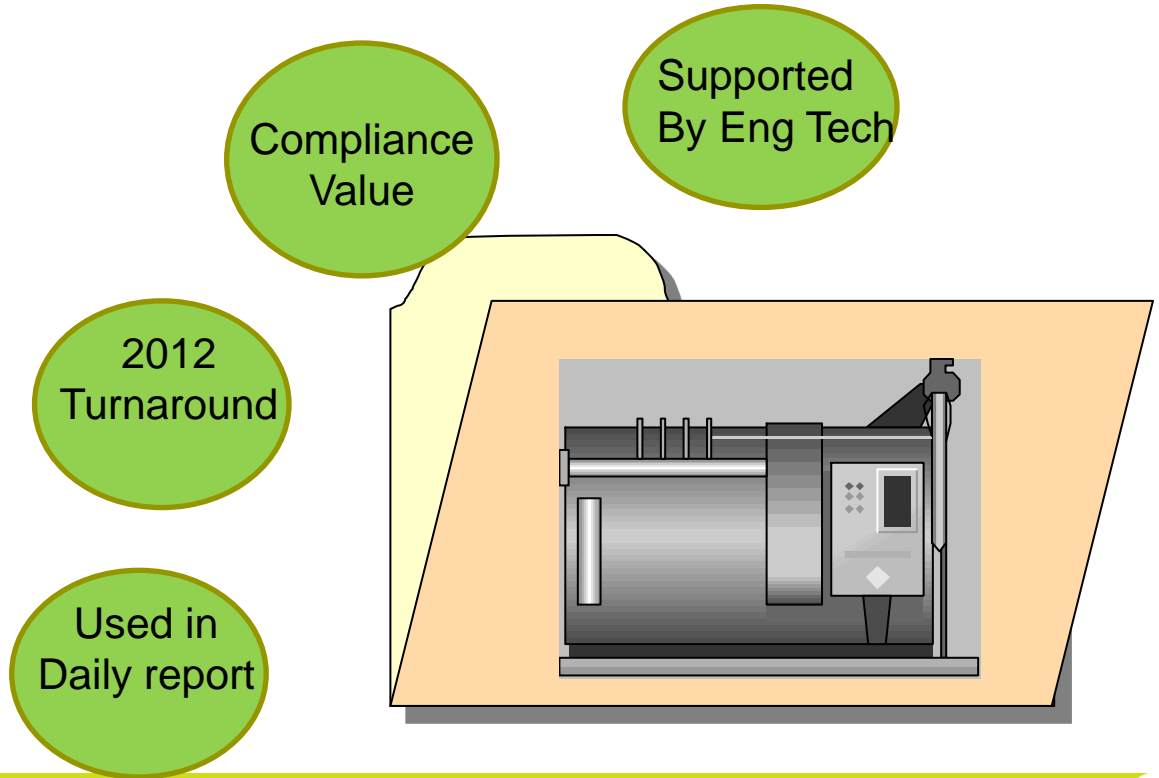 Supported
By Eng Tech
Compliance
Value
2012
Turnaround
Used in
Daily report